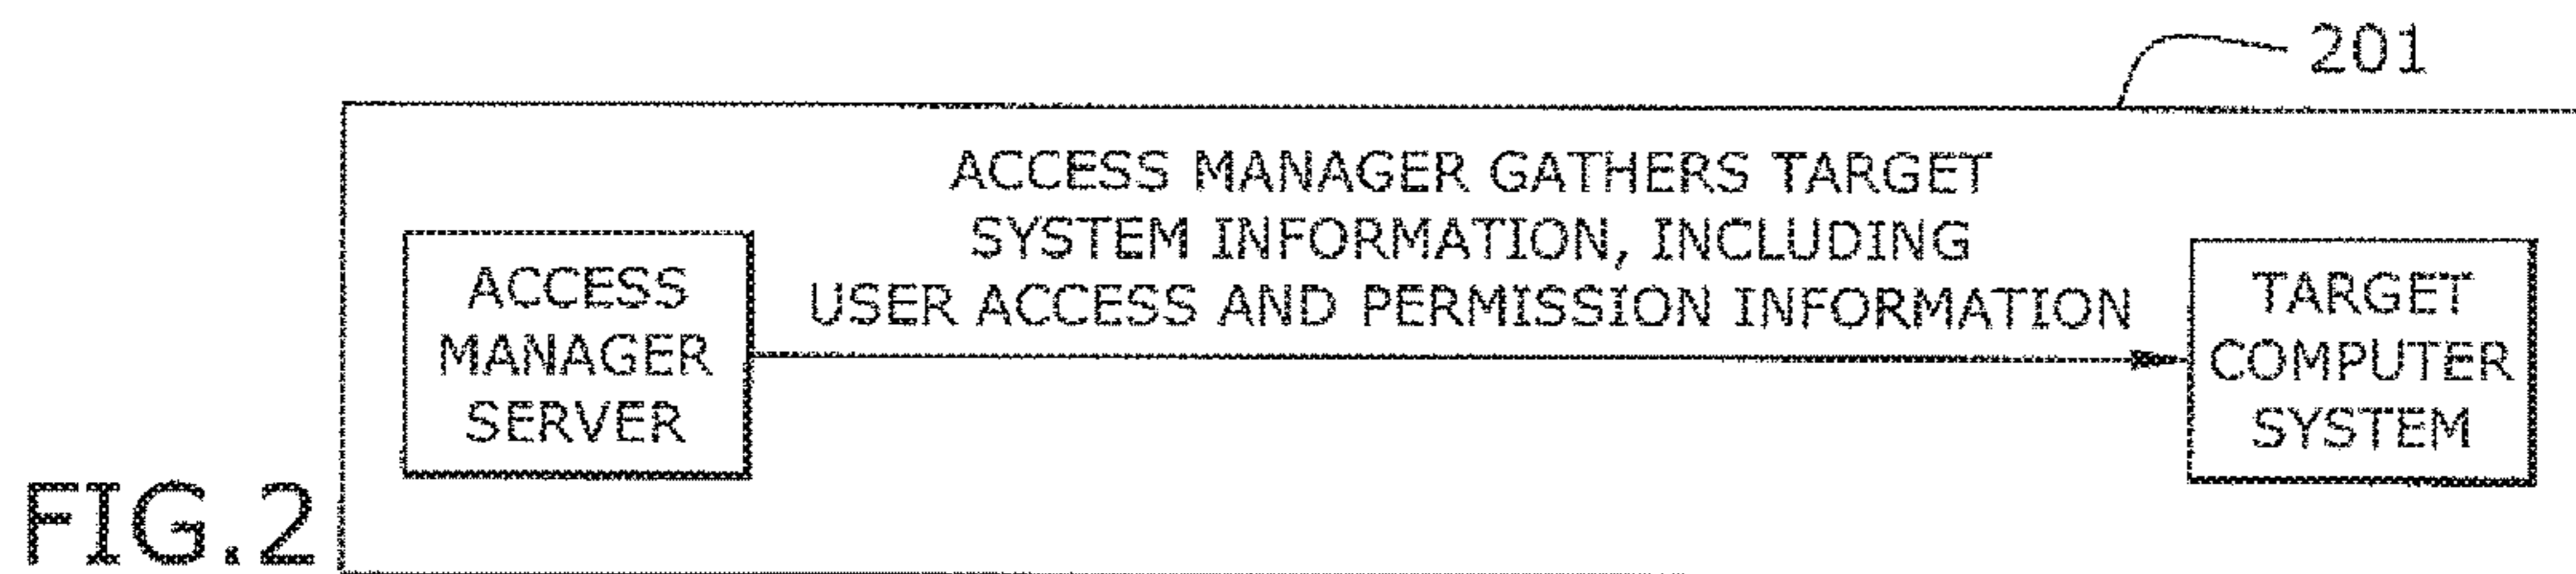 201
ACCESS MANAGER GATHERS TARGET
SYSTEM INFORMATION, INCLUDING
USER ACCESS AND PERMISSION INFORMATION
ACCESS
MANAGER
SERVER
TARGET
COMPUTER
SYSTEM
FIG.2